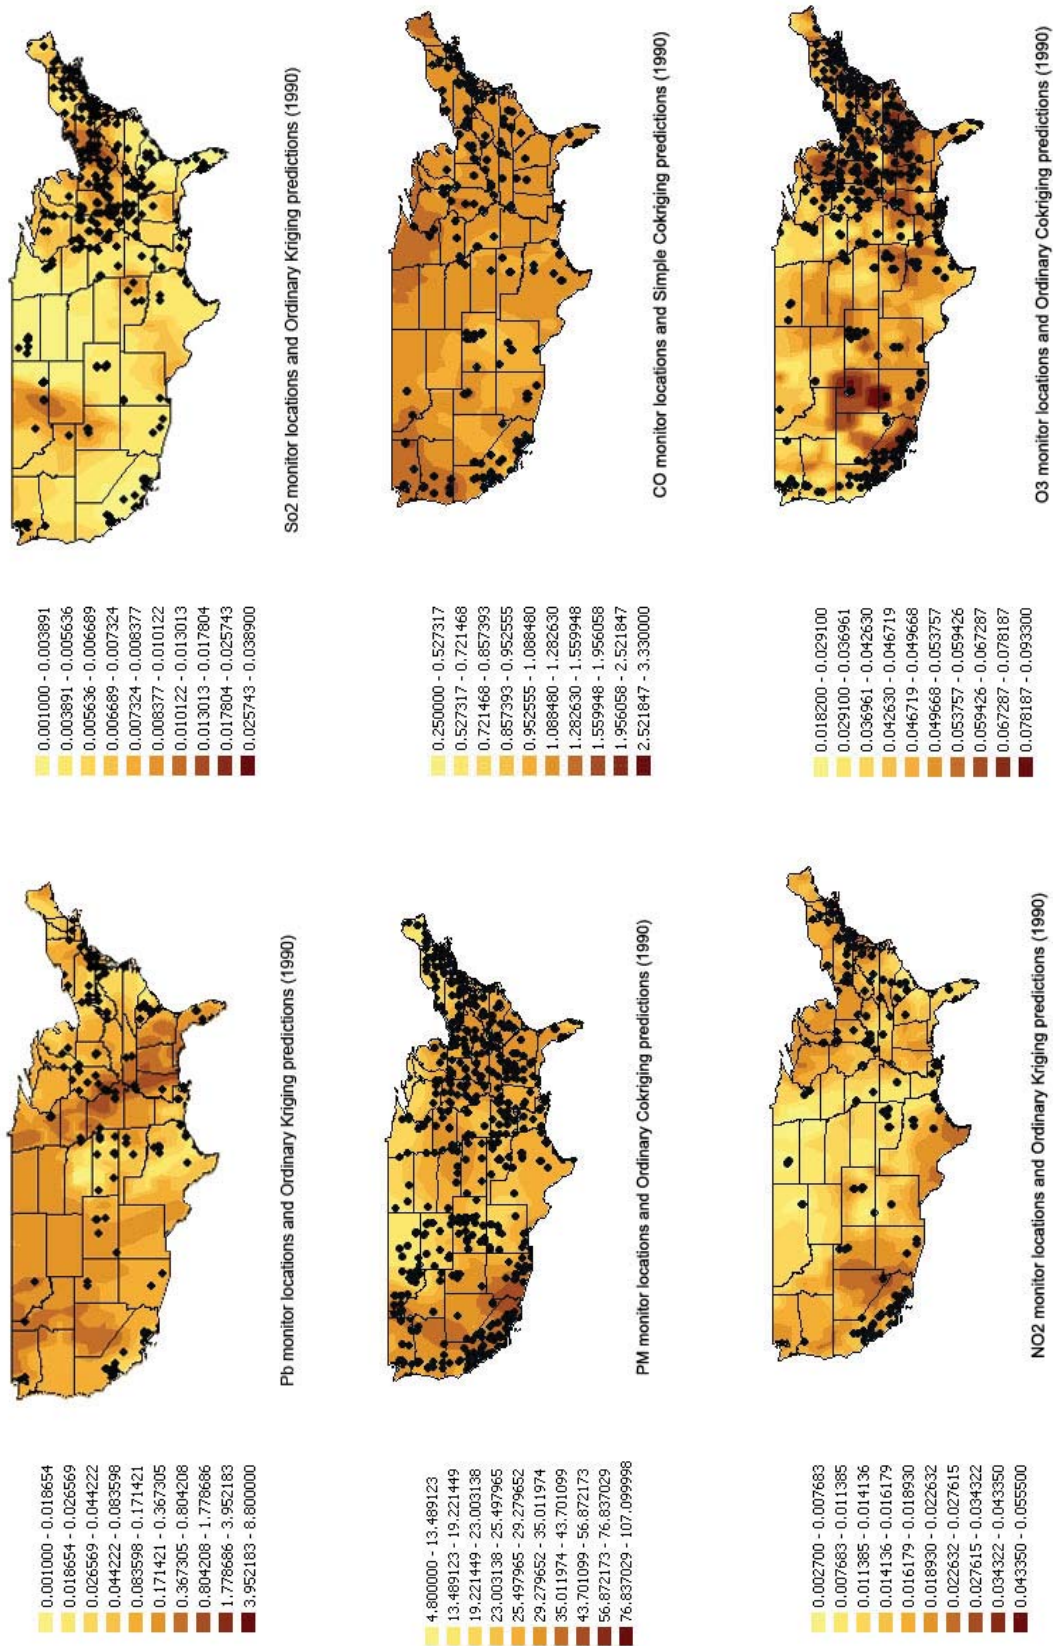 0.001000 - 0.003891
0.003891 - 0.005636
0.005636 - 0.006689
0.006689 - 0.007324
0.007324 - 0.008377
0.008377 - 0.010122
0.010122 - 0.013013
0.013013 - 0.017804
0.017804 - 0.025743
0.025743 - 0.038900
So2 monitor locations and Ordinary Kriging predictions (1990)
0.250000 - 0.527317
0.527317 - 0.721468
0.721468 - 0.857393
0.857393 - 0.952555
0.952555 - 1.088480
1.088480 - 1.282630
1.282630 - 1.559948
1.559948 - 1.956058
1.956058 - 2.521847
2.521847 - 3.330000
CO monitor locations and Simple Cokriging predictions (1990)
0.018200 - 0.029100
0.029100 - 0.036961
0.036961 - 0.042630
0.042630 - 0.046719
0.046719 - 0.049668
0.049668 - 0.053757
0.053757 - 0.059426
0.059426 - 0.067287
0.067287 - 0.078187
0.078187 - 0.093300
O3 monitor locations and Ordinary Cokriging predictions (1990)
0.001000 - 0.018654
0.018654 - 0.026569
0.026569 - 0.044222
0.044222 - 0.083598
0.083598 - 0.171421
0.171421 - 0.367305
0.367305 - 0.804208
0.804208 - 1.778686
1.778686 - 3.952183
3.952183 - 8.800000
Pb monitor locations and Ordinary Kriging predictions (1990)
4.800000 - 13.489123
13.489123 - 19.221449
19.221449 - 23.003138
23.003138 - 25.497965
25.497965 - 29.279652
29.279652 - 35.011974
35.011974 - 43.701099
43.701099 - 56.872173
56.872173 - 76.837029
76.837029 - 107.099998
PM monitor locations and Ordinary Cokriging predictions (1990)
0.002700 - 0.007683
0.007683 - 0.011385
0.011385 - 0.014136
0.014136 - 0.016179
0.016179 - 0.018930
0.018930 - 0.022632
0.022632 - 0.027615
0.027615 - 0.034322
0.034322 - 0.043350
0.043350 - 0.055500
NO2 monitor locations and Ordinary Kriging predictions (1990)